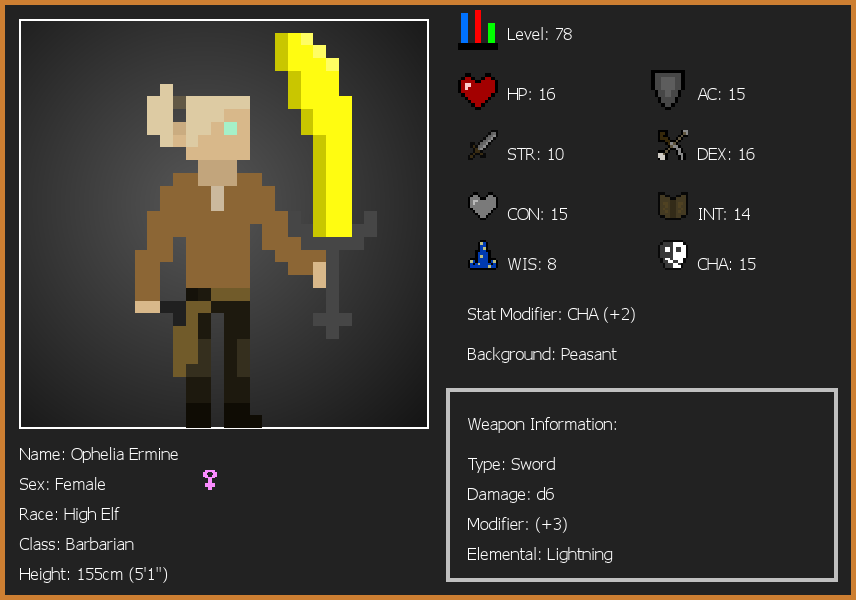 Level: 78
HP: 16
AC: 15
STR: 10
DEX: 16
CON: 15
INT: 14
WIS: 8
CHA: 15
Stat Modifier: CHA (+2)
Background: Peasant
Weapon Information:
Type: Sword
Damage: d6
Modifier: (+3)
Elemental: Lightning
Name: Ophelia Ermine
Sex: Female
Race: High Elf
Class: Barbarian
Height: 155cm (5'1")